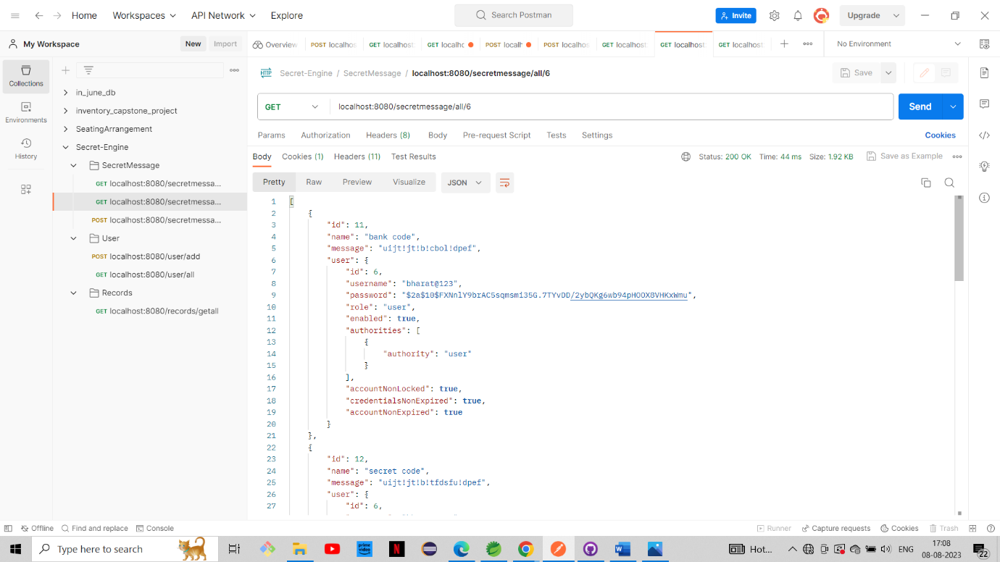 Home Workspaces API Network Explore Search Postman Invite Upgrade
My Workspace New Import Overview POST localhos GET localhost: GET localhc POST localh POST localhos GET localhost: GET localhost: GET localhost No Environment
Collections
Environments
History
in_june_db
inventory_capstone_project
SeatingArrangement
Secret-Engine
SecretMessage
GET localhost:8080/secretmessa...
GET localhost:8080/secretmessa...
POST localhost:8080/secretmessa...
User
POST localhost:8080/user/add
GET localhost:8080/user/all
Records
GET localhost:8080/records/getall
HTTP Secret-Engine / SecretMessage / localhost:8080/secretmessage/all/6 Save
GET localhost:8080/secretmessage/all/6 Send
Params Authorization Headers (8) Body Pre-request Script Tests Settings Cookies
Body Cookies (1) Headers (11) Test Results Status: 200 OK Time: 44 ms Size: 1.92 KB Save as Example
Pretty Raw Preview Visualize JSON
1 [
2 {
3 "id": 11,
4 "name": "bank code",
5 "message": "uijt!jt!b!cbol!dpef",
6 "user": {
7 "id": 6,
8 "username": "bharat@123",
9 "password": "$2a$10$FXNnlY9brAC5sqmsmi35G.7TYvDD/2ybQKg6wb94pHOOX8VHKxWmu",
10 "role": "user",
11 "enabled": true,
12 "authorities": [
13 {
14 "authority": "user"
15 }
16 ],
17 "accountNonLocked": true,
18 "credentialsNonExpired": true,
19 "accountNonExpired": true
20 }
21 },
22 {
23 "id": 12,
24 "name": "secret code",
25 "message": "uijt!jt!b!tfdsfu!dpef",
26 "user": {
27 "id": 6,
Offline Find and replace Console Runner Capture requests Cookies Trash
Type here to search prime video N Hot... ENG 17:08
08-08-2023 22